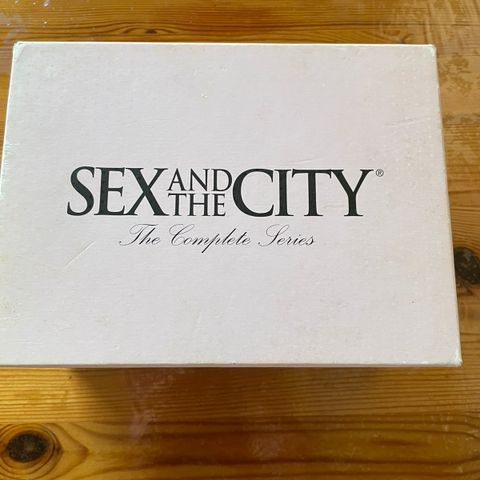 SEX AND THE CITY®
The Complete Series